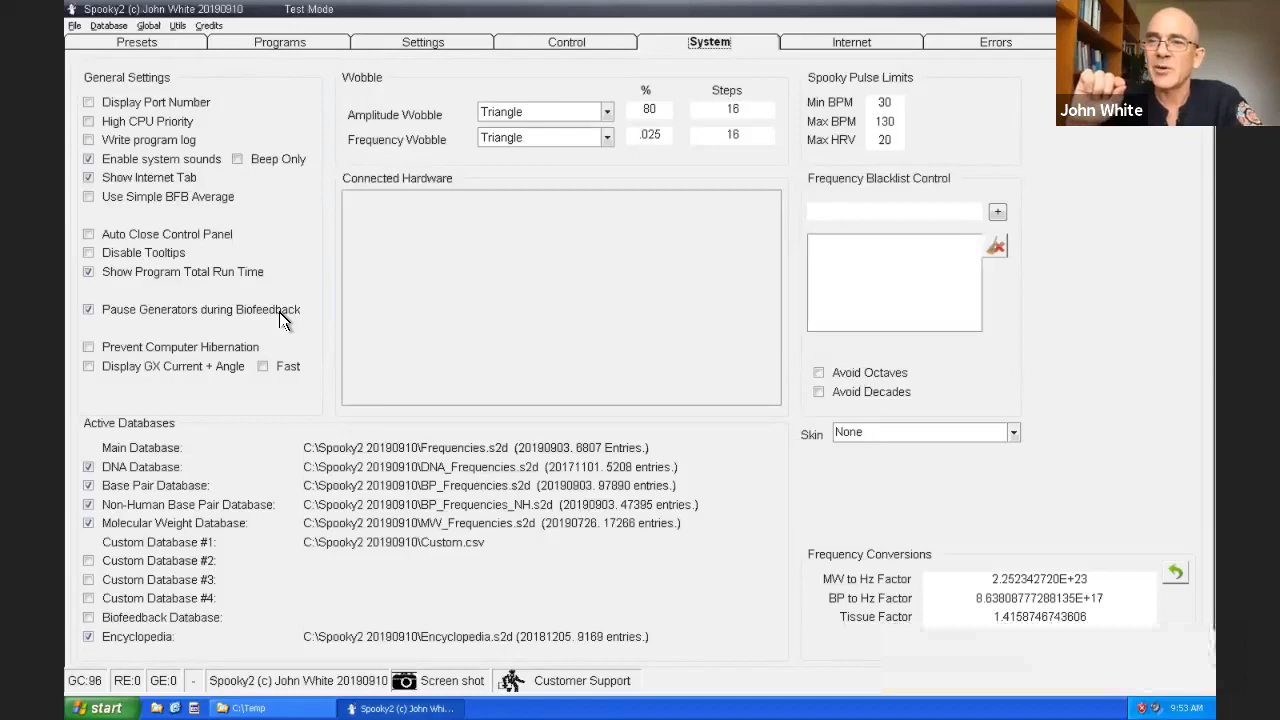 Spooky2 (c) John White 20190910 Test Mode
File Database Global Utils Credits
Presets Programs Settings Control System Internet Errors
John White
General Settings
Display Port Number
High CPU Priority
Write program log
Enable system sounds Beep Only
Show Internet Tab
Use Simple BFB Average
Auto Close Control Panel
Disable Tooltips
Show Program Total Run Time
Pause Generators during Biofeedback
Prevent Computer Hibernation
Display GX Current + Angle Fast
Wobble
% Steps
Amplitude Wobble Triangle 80 16
Frequency Wobble Triangle .025 16
Connected Hardware
Spooky Pulse Limits
Min BPM 30
Max BPM 130
Max HRV 20
Frequency Blacklist Control
+
Avoid Octaves
Avoid Decades
Skin None
Active Databases
Main Database: C:\Spooky2 20190910\Frequencies.s2d (20190903. 6807 Entries.)
DNA Database: C:\Spooky2 20190910\DNA_Frequencies.s2d (20171101. 5208 entries.)
Base Pair Database: C:\Spooky2 20190910\BP_Frequencies.s2d (20190903. 97890 entries.)
Non-Human Base Pair Database: C:\Spooky2 20190910\BP_Frequencies_NH.s2d (20190903. 47395 entries.)
Molecular Weight Database: C:\Spooky2 20190910\MW_Frequencies.s2d (20190726. 17266 entries.)
Custom Database #1: C:\Spooky2 20190910\Custom.csv
Custom Database #2:
Custom Database #3:
Custom Database #4:
Biofeedback Database:
Encyclopedia: C:\Spooky2 20190910\Encyclopedia.s2d (20181205. 9169 entries.)
Frequency Conversions
MW to Hz Factor 2.252342720E+23
BP to Hz Factor 8.63808777288135E+17
Tissue Factor 1.4158746743606
GC:96 RE:0 GE:0 - Spooky2 (c) John White 20190910 Screen shot Customer Support
start C:\Temp Spooky2 (c) John Whi... 9:53 AM